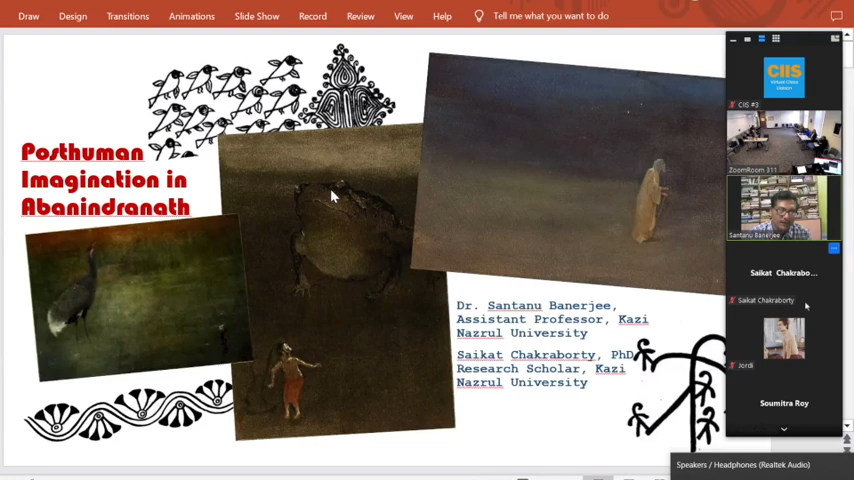 Draw Design Transitions Animations Slide Show Record Review View Help Tell me what you want to do
Posthuman
Imagination in
Abanindranath
Dr. Santanu Banerjee,
Assistant Professor, Kazi
Nazrul University
Saikat Chakraborty, PhD
Research Scholar, Kazi
Nazrul University
CIIS
Virtual Class
CIIS #3
ZoomRoom 311
Santanu Banerjee
Saikat Chakrabo...
Saikat Chakraborty
Jordi
Soumitra Roy
Speakers / Headphones (Realtek Audio)